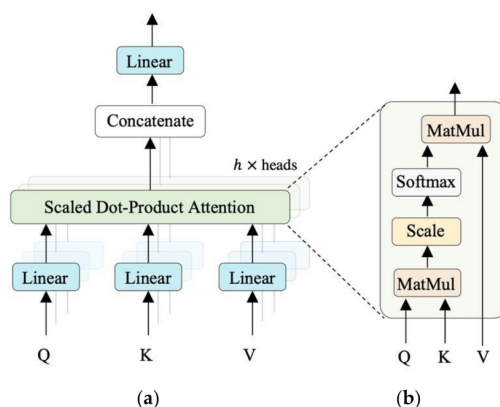 Linear
Concatenate
h × heads
Scaled Dot-Product Attention
Linear Linear Linear
Q K V
(a)
MatMul
Softmax
Scale
MatMul
Q K V
(b)